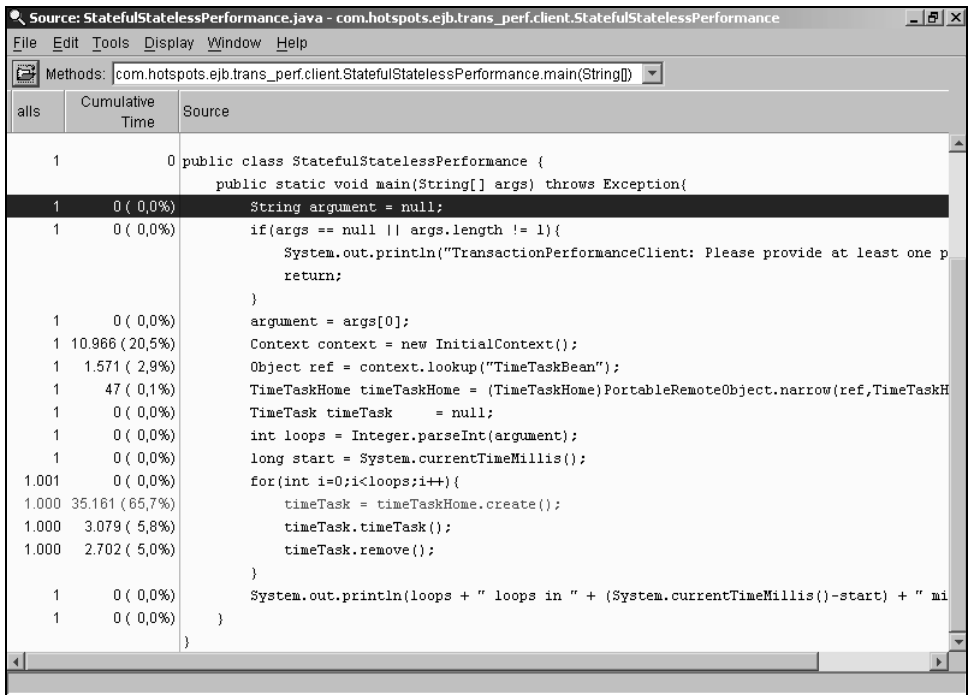 Source: StatefulStatelessPerformance.java - com.hotspots.ejb.trans_perf.client.StatefulStatelessPerformance
File Edit Tools Display Window Help
Methods: com.hotspots.ejb.trans_perf.client.StatefulStatelessPerformance.main(String[])
alls Cumulative Time Source
1 0 public class StatefulStatelessPerformance {
public static void main(String[] args) throws Exception{
1 0 ( 0,0%) String argument = null;
1 0 ( 0,0%) if(args == null || args.length != 1){
System.out.println("TransactionPerformanceClient: Please provide at least one p
return;
}
1 0 ( 0,0%) argument = args[0];
1 10.966 (20,5%) Context context = new InitialContext();
1 1.571 ( 2,9%) Object ref = context.lookup("TimeTaskBean");
1 47 ( 0,1%) TimeTaskHome timeTaskHome = (TimeTaskHome)PortableRemoteObject.narrow(ref,TimeTaskH
1 0 ( 0,0%) TimeTask timeTask = null;
1 0 ( 0,0%) int loops = Integer.parseInt(argument);
1 0 ( 0,0%) long start = System.currentTimeMillis();
1.001 0 ( 0,0%) for(int i=0;i<loops;i++){
1.000 35.161 (65,7%) timeTask = timeTaskHome.create();
1.000 3.079 ( 5,8%) timeTask.timeTask();
1.000 2.702 ( 5,0%) timeTask.remove();
}
1 0 ( 0,0%) System.out.println(loops + " loops in " + (System.currentTimeMillis()-start) + " mi
1 0 ( 0,0%) }
}